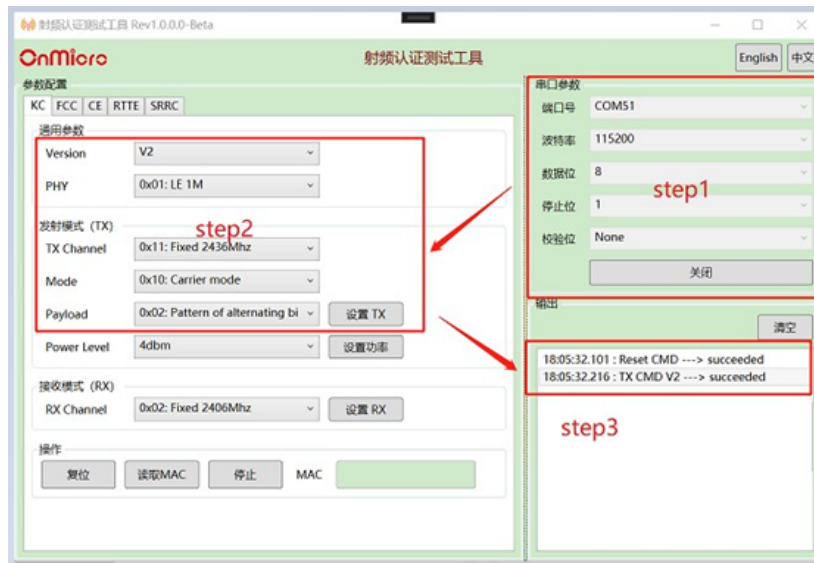 射频认证测试工具 Rev1.0.0.0-Beta
OnMicro
射频认证测试工具
English
中文
参数配置
KC FCC CE RTTE SRRC
通用参数
Version V2
PHY 0x01: LE 1M
发射模式 (TX)
step2
TX Channel 0x11: Fixed 2436Mhz
Mode 0x10: Carrier mode
Payload 0x02: Pattern of alternating bi 设置 TX
Power Level 4dbm 设置功率
接收模式 (RX)
RX Channel 0x02: Fixed 2406Mhz 设置 RX
操作
复位 读取MAC 停止 MAC
串口参数
端口号 COM51
波特率 115200
数据位 8
step1
停止位 1
校验位 None
关闭
输出
清空
18:05:32.101 : Reset CMD ---> succeeded
18:05:32.216 : TX CMD V2 ---> succeeded
step3